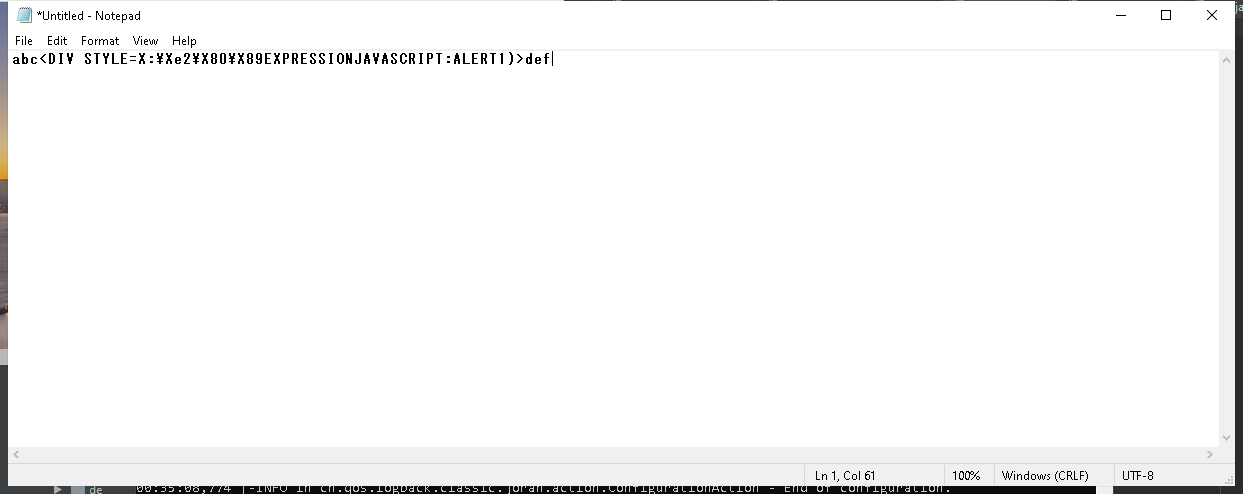 *Untitled - Notepad
File Edit Format View Help
abc<DIV STYLE=X:¥Xe2¥X80¥X89EXPRESSIONJAVASCRIPT:ALERT1)>def
Ln 1, Col 61 100% Windows (CRLF) UTF-8
de 00:35:08,774 |-INFO in ch.qos.logback.classic.joran.action.ConfigurationAction - End of configuration.